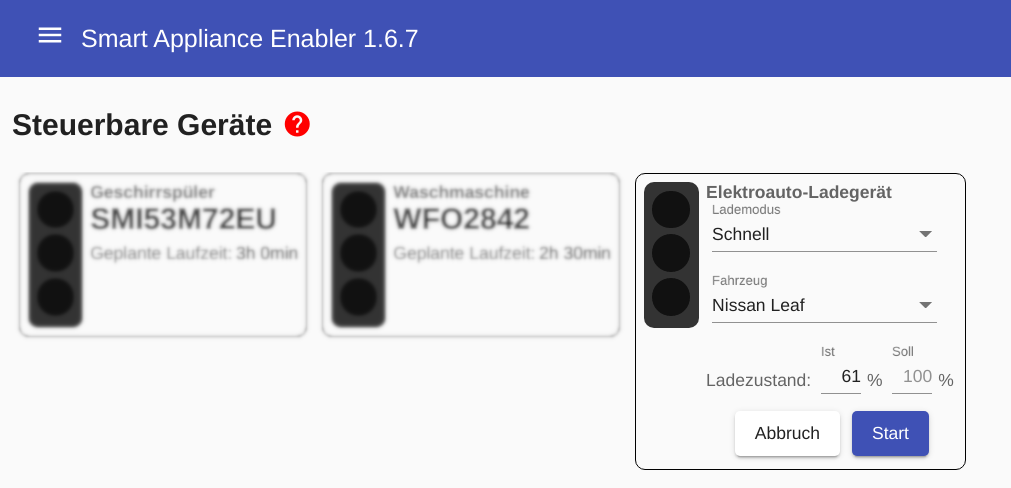 Smart Appliance Enabler 1.6.7
Steuerbare Geräte ?
Geschirrspüler
SMI53M72EU
Geplante Laufzeit: 3h 0min
Waschmaschine
WFO2842
Geplante Laufzeit: 2h 30min
Elektroauto-Ladegerät
Lademodus
Schnell
Fahrzeug
Nissan Leaf
Ist Soll
Ladezustand: 61 % 100 %
Abbruch Start